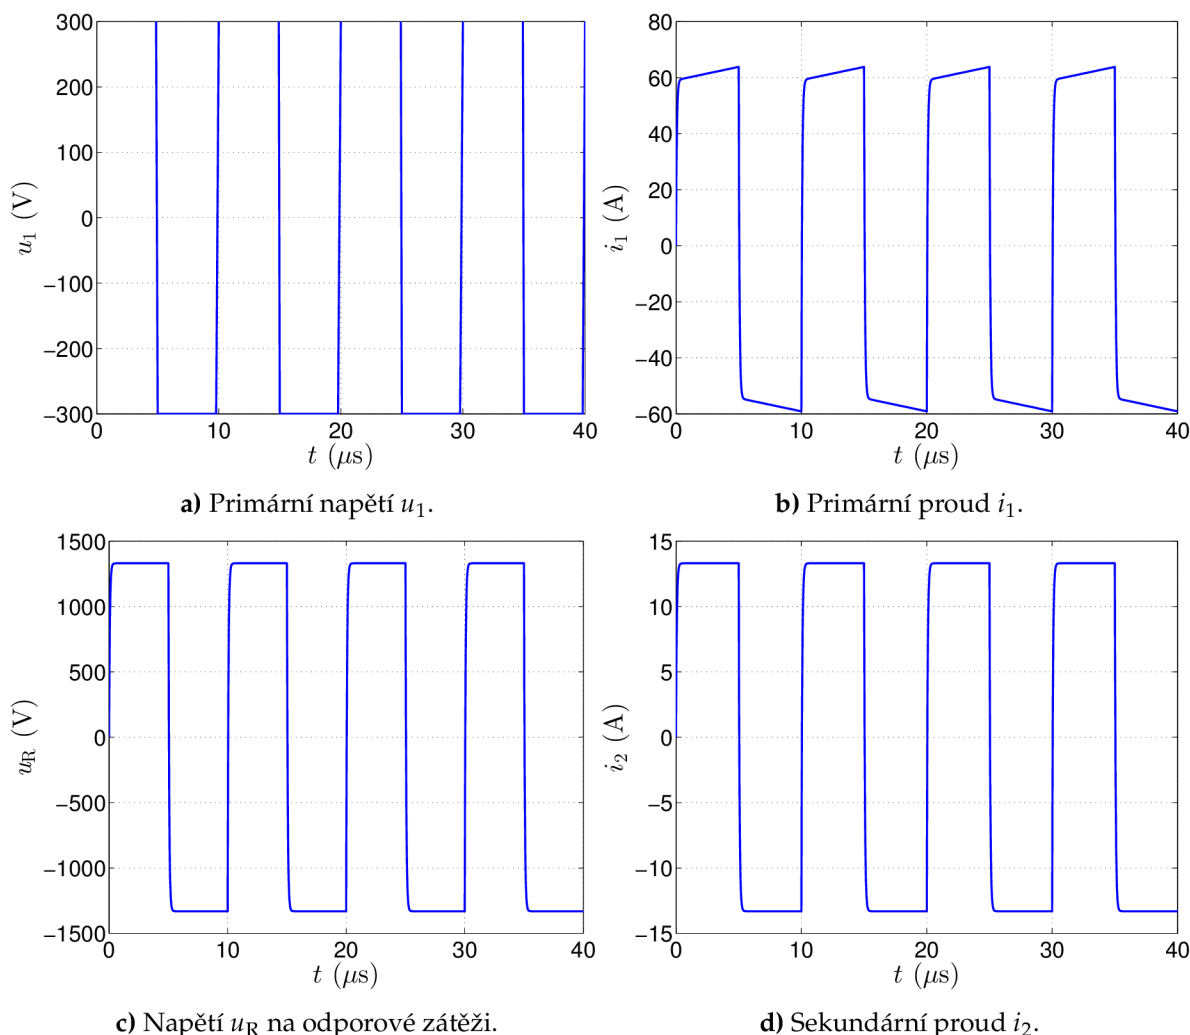 300
200
100
0
−100
−200
−300
0 10 20 30 40
u1 (V)
t (μs)
a) Primární napětí u1.
80
60
40
20
0
−20
−40
−60
0 10 20 30 40
i1 (A)
t (μs)
b) Primární proud i1.
1500
1000
500
0
−500
−1000
−1500
0 10 20 30 40
uR (V)
t (μs)
c) Napětí uR na odporové zátěži.
15
10
5
0
−5
−10
−15
0 10 20 30 40
i2 (A)
t (μs)
d) Sekundární proud i2.